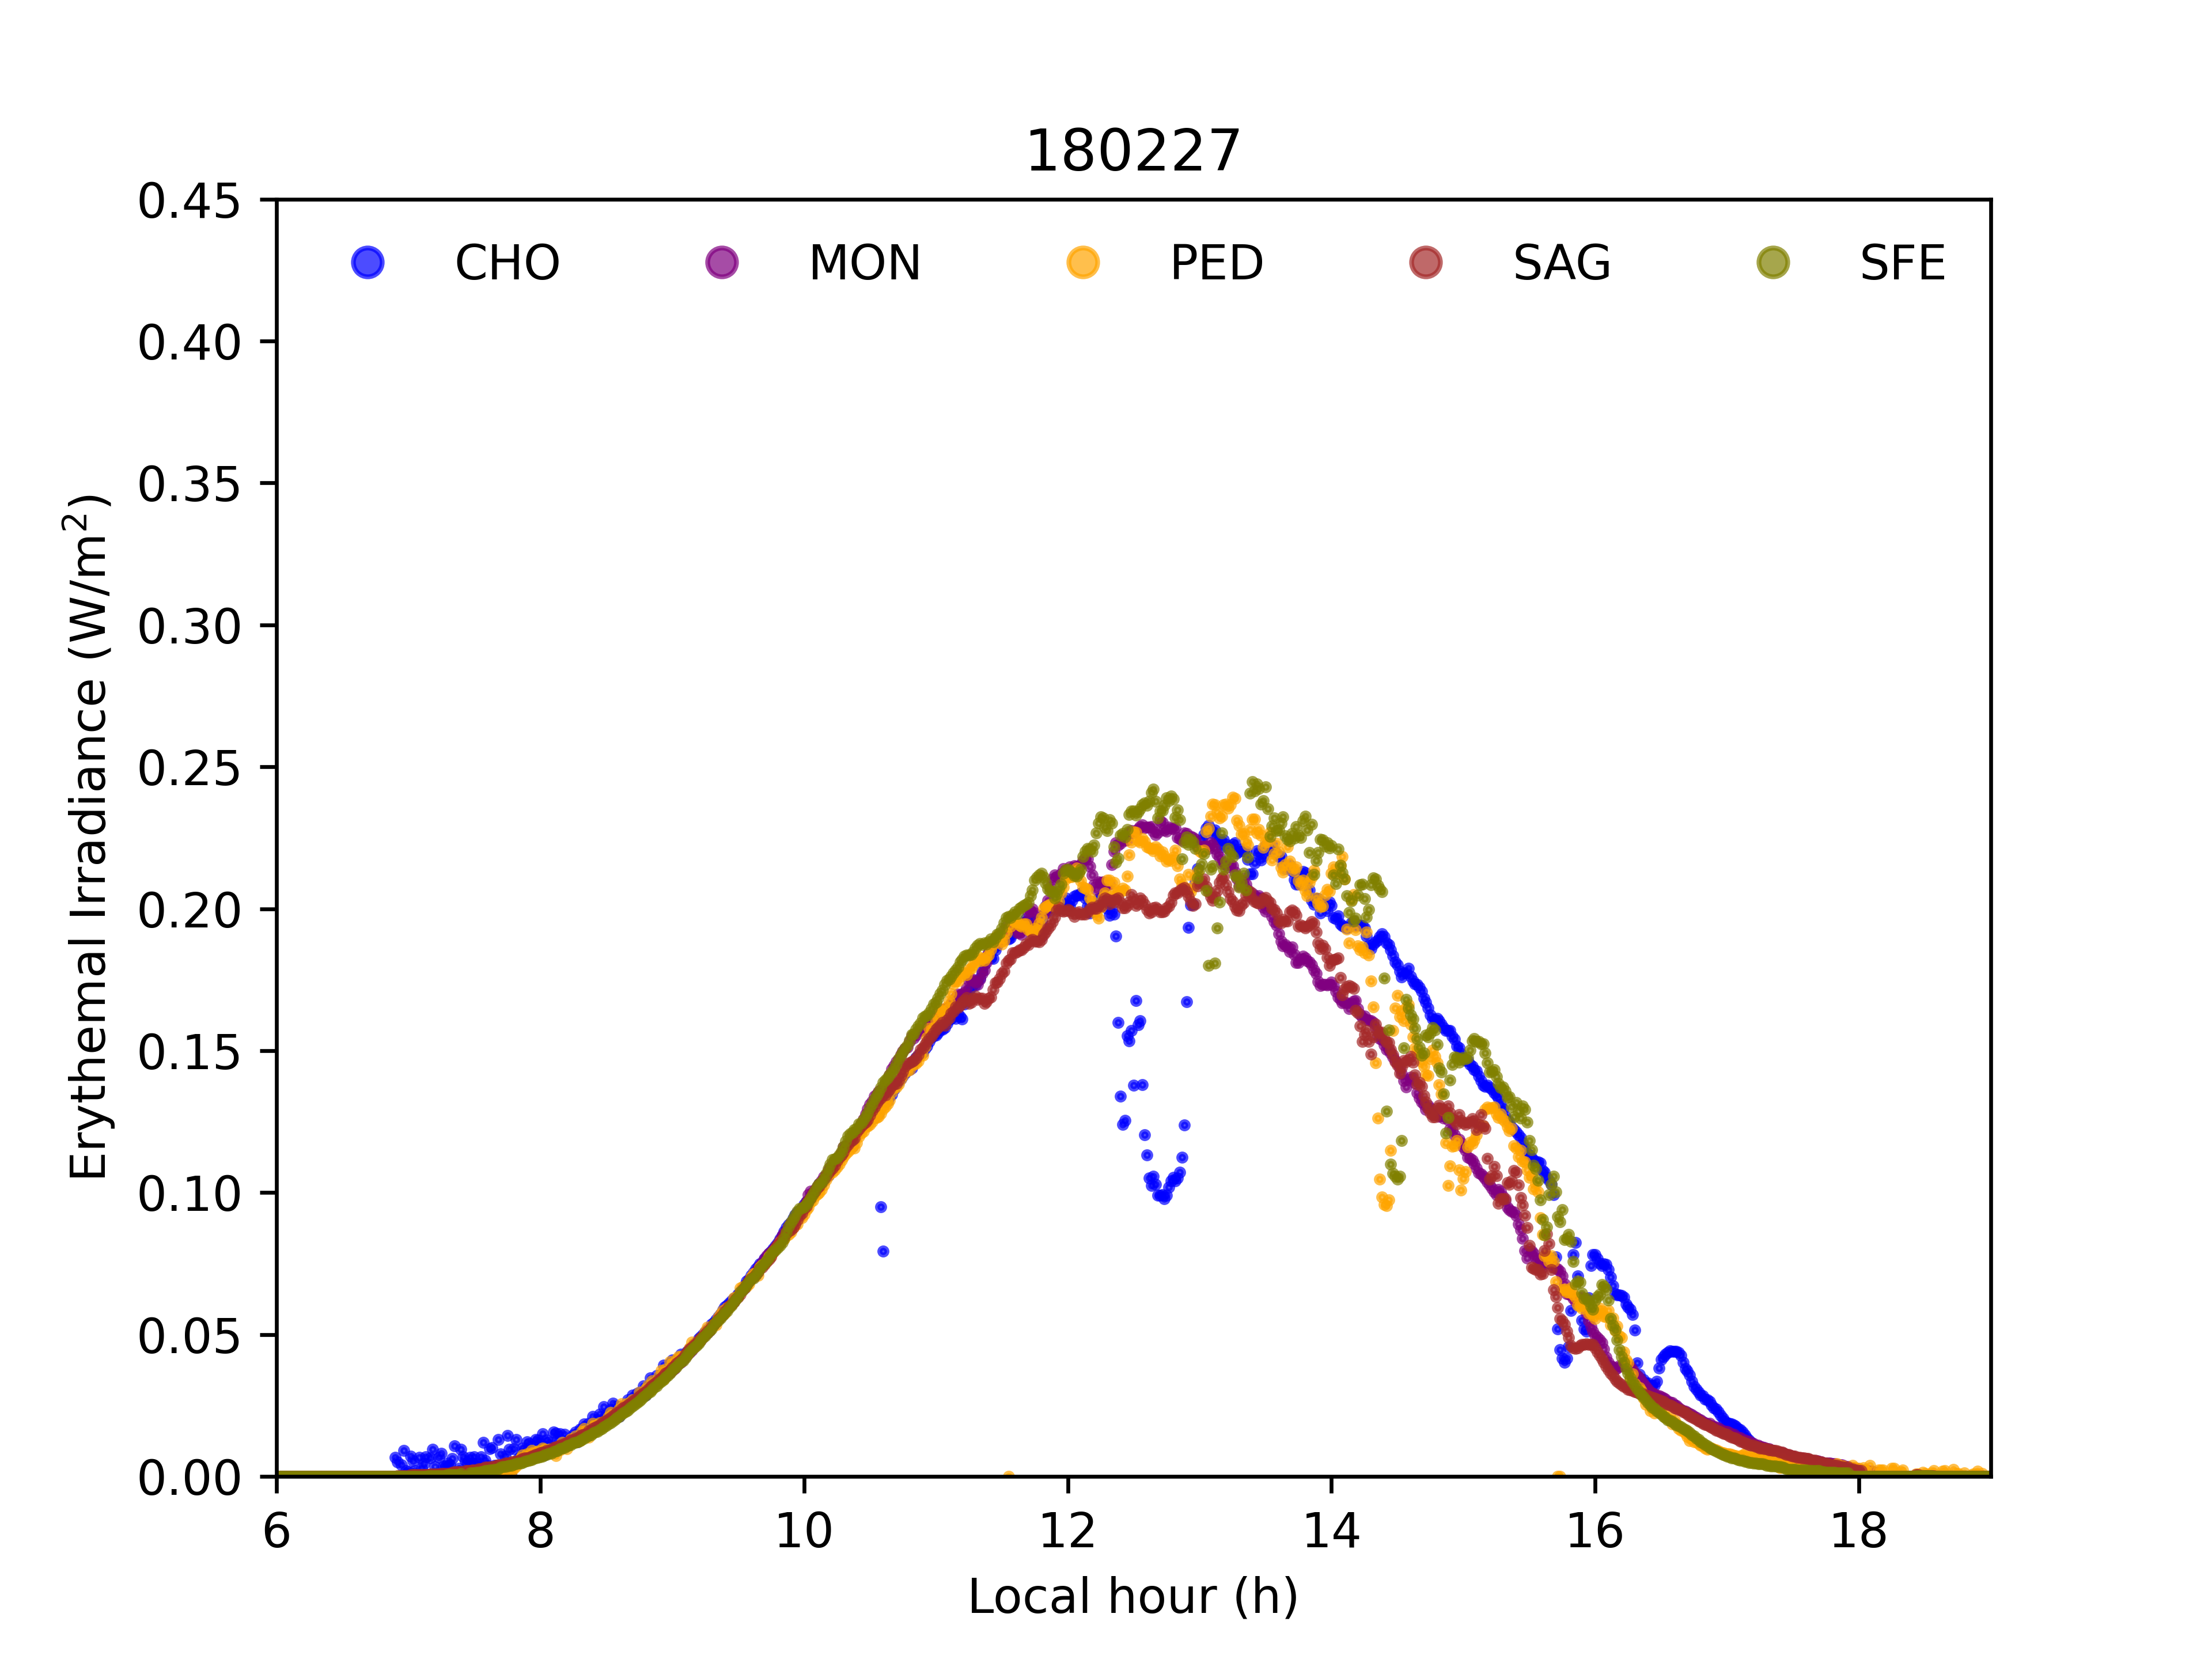 180227
0.45
CHO MON PED SAG SFE
0.40
0.35
0.30
0.25
0.20
0.15
0.10
0.05
0.00
Erythemal Irradiance (W/m²)
6 8 10 12 14 16 18
Local hour (h)